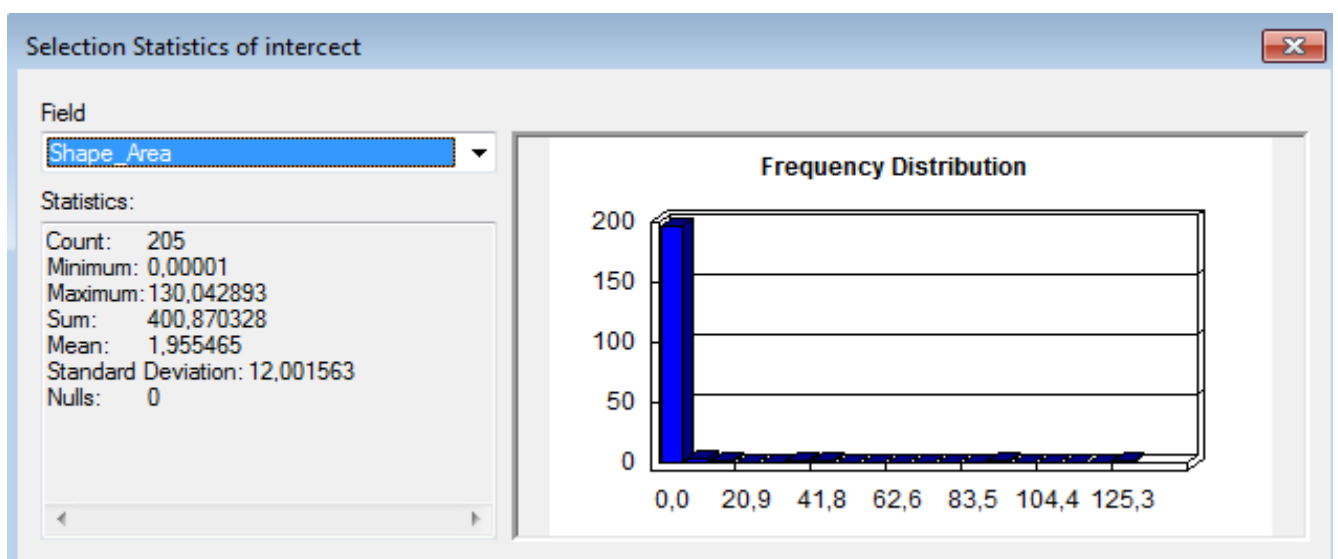 Selection Statistics of intercect
Field
Shape_Area
Statistics:
Count: 205
Minimum: 0,00001
Maximum: 130,042893
Sum: 400,870328
Mean: 1,955465
Standard Deviation: 12,001563
Nulls: 0
Frequency Distribution
200
150
100
50
0
0,0 20,9 41,8 62,6 83,5 104,4 125,3